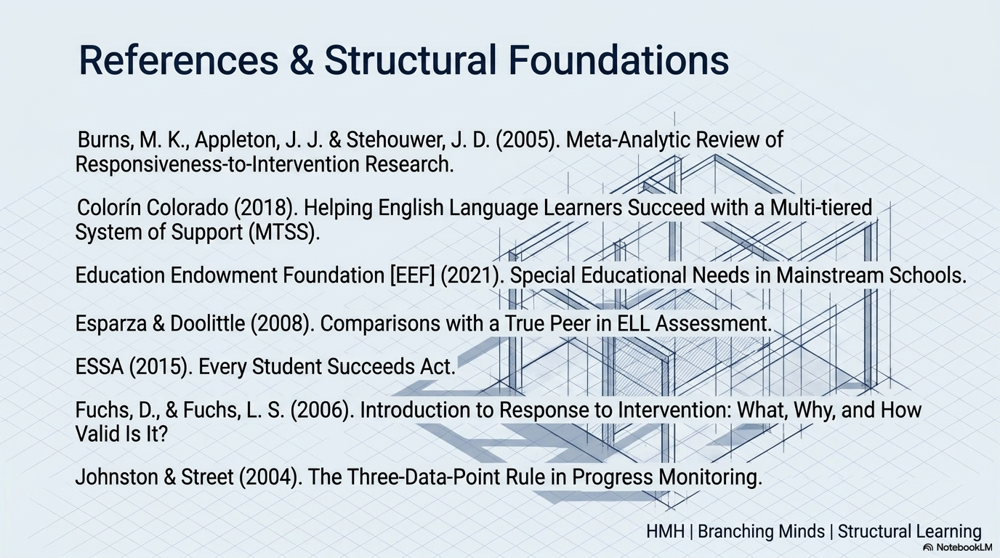 References & Structural Foundations
Burns, M. K., Appleton, J. J. & Stehouwer, J. D. (2005). Meta-Analytic Review of
Responsiveness-to-Intervention Research.
Colorín Colorado (2018). Helping English Language Learners Succeed with a Multi-tiered
System of Support (MTSS).
Education Endowment Foundation [EEF] (2021). Special Educational Needs in Mainstream Schools.
Esparza & Doolittle (2008). Comparisons with a True Peer in ELL Assessment.
ESSA (2015). Every Student Succeeds Act.
Fuchs, D., & Fuchs, L. S. (2006). Introduction to Response to Intervention: What, Why, and How
Valid Is It?
Johnston & Street (2004). The Three-Data-Point Rule in Progress Monitoring.
HMH | Branching Minds | Structural Learning
NotebookLM